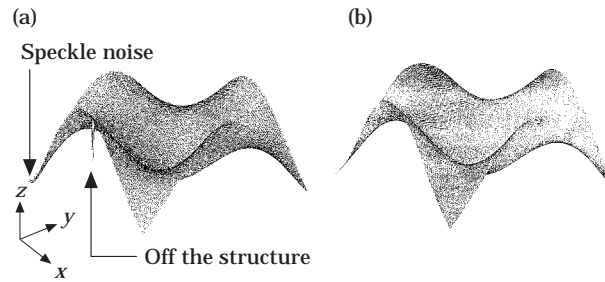 (a)
(b)
Speckle noise
z
y
x
Off the structure